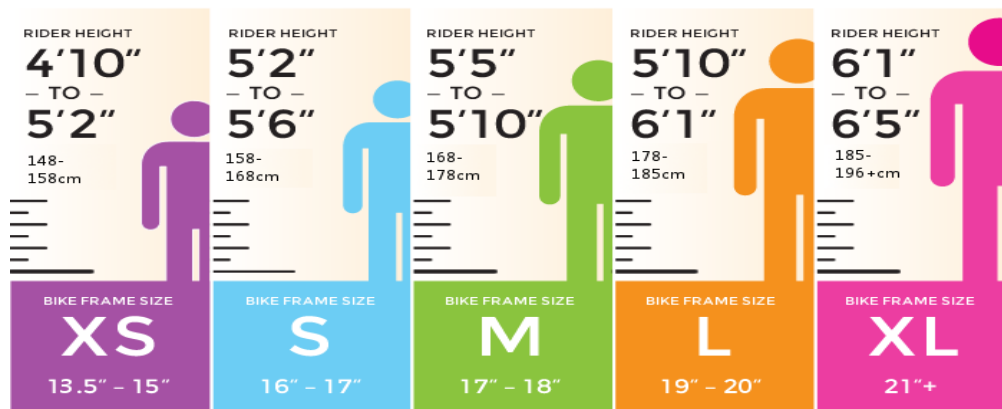 RIDER HEIGHT
4'10"
– TO –
5'2"
148-
158cm
BIKE FRAME SIZE
XS
13.5" – 15"
RIDER HEIGHT
5'2"
– TO –
5'6"
158-
168cm
BIKE FRAME SIZE
S
16" – 17"
RIDER HEIGHT
5'5"
– TO –
5'10"
168-
178cm
BIKE FRAME SIZE
M
17" – 18"
RIDER HEIGHT
5'10"
– TO –
6'1"
178-
185cm
BIKE FRAME SIZE
L
19" – 20"
RIDER HEIGHT
6'1"
– TO –
6'5"
185-
196+cm
BIKE FRAME SIZE
XL
21"+